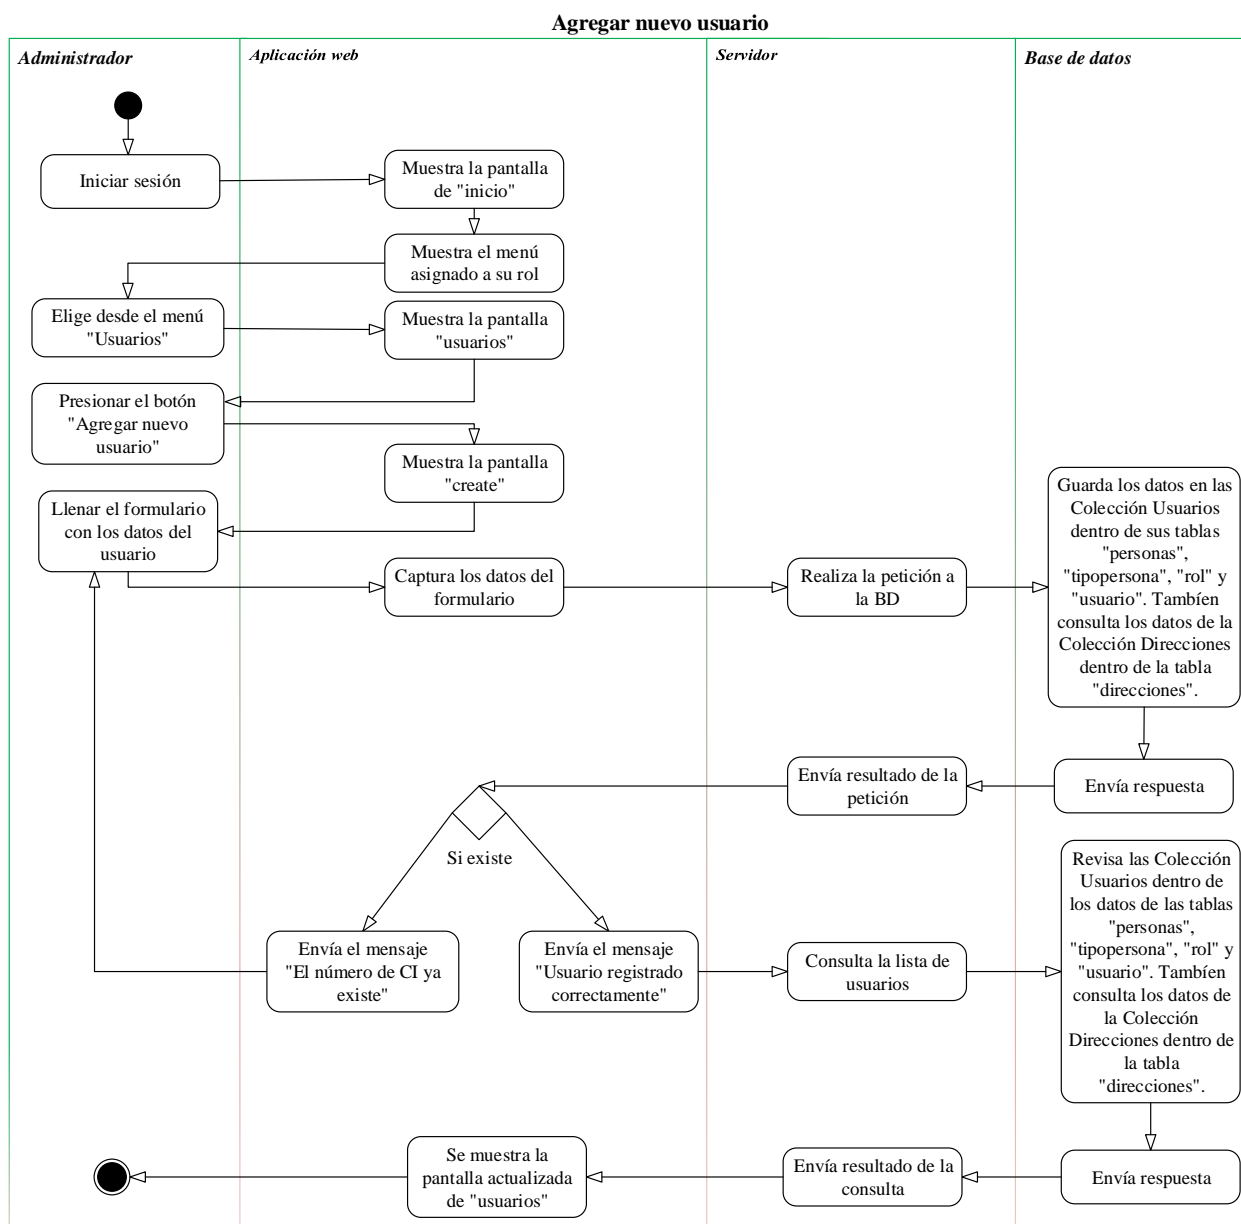 Agregar nuevo usuario
Administrador
Aplicación web
Servidor
Base de datos
Iniciar sesión
Muestra la pantalla
de "inicio"
Muestra el menú
asignado a su rol
Elige desde el menú
"Usuarios"
Muestra la pantalla
"usuarios"
Presionar el botón
"Agregar nuevo
usuario"
Muestra la pantalla
"create"
Llenar el formulario
con los datos del
usuario
Captura los datos del
formulario
Realiza la petición a
la BD
Guarda los datos en las
Colección Usuarios
dentro de sus tablas
"personas",
"tipopersona", "rol" y
"usuario". Tambíen
consulta los datos de la
Colección Direcciones
dentro de la tabla
"direcciones".
Envía respuesta
Envía resultado de la
petición
Si existe
Envía el mensaje
"El número de CI ya
existe"
Envía el mensaje
"Usuario registrado
correctamente"
Consulta la lista de
usuarios
Revisa las Colección
Usuarios dentro de
los datos de las tablas
"personas",
"tipopersona", "rol" y
"usuario". Tambíen
consulta los datos de
la Colección
Direcciones dentro de
la tabla
"direcciones".
Envía respuesta
Envía resultado de la
consulta
Se muestra la
pantalla actualizada
de "usuarios"